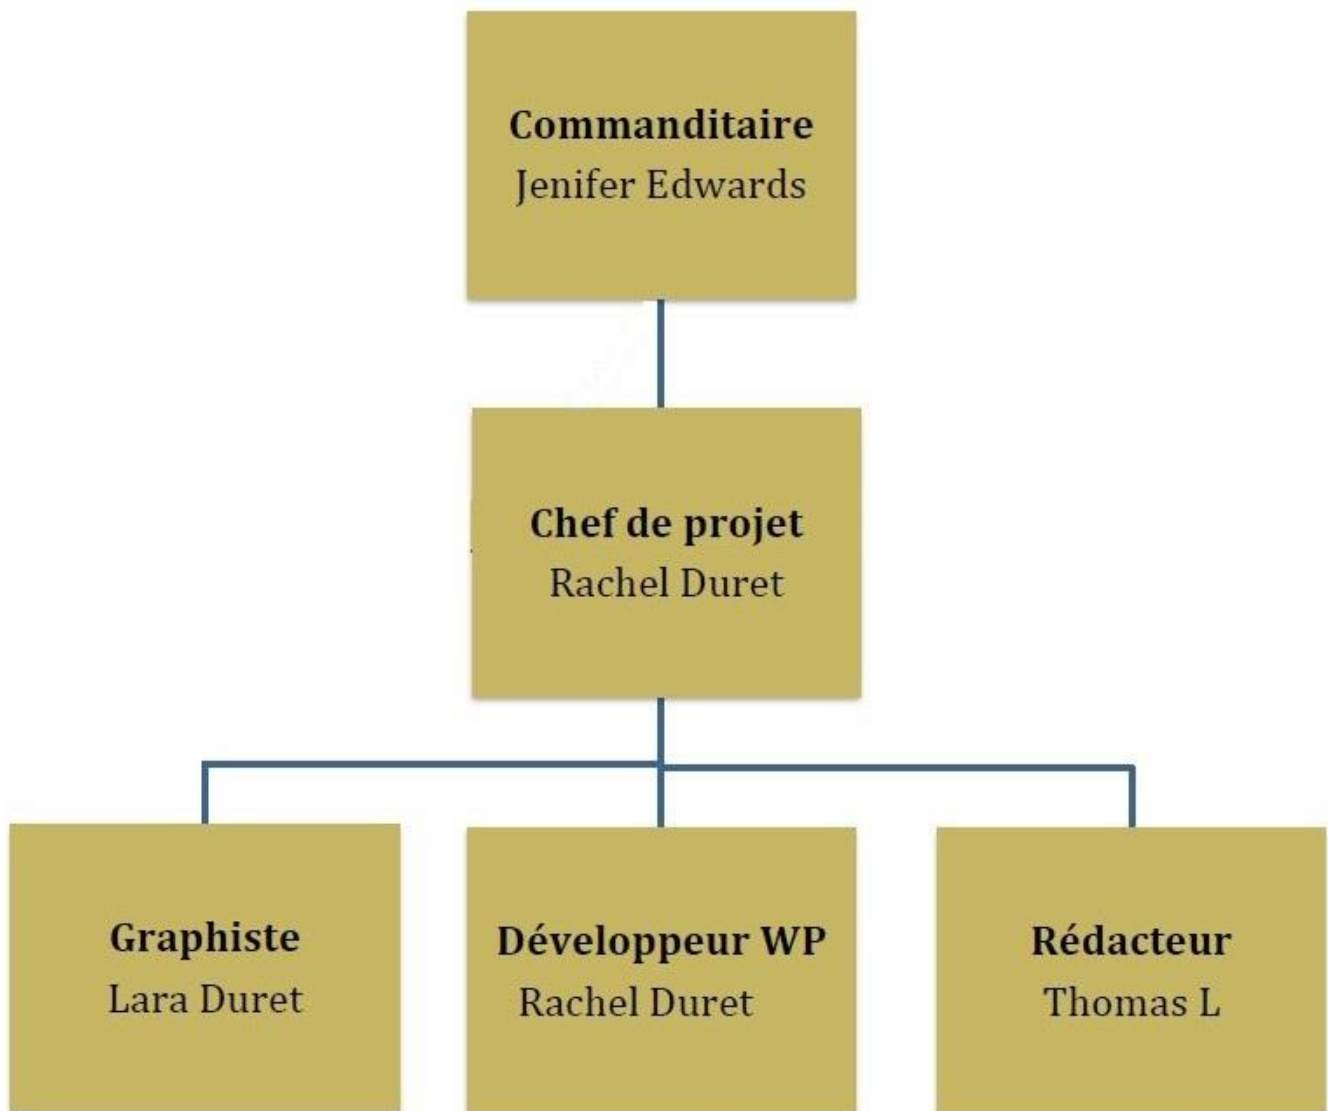 Commanditaire
Jenifer Edwards
Chef de projet
Rachel Duret
Graphiste
Lara Duret
Développeur WP
Rachel Duret
Rédacteur
Thomas L